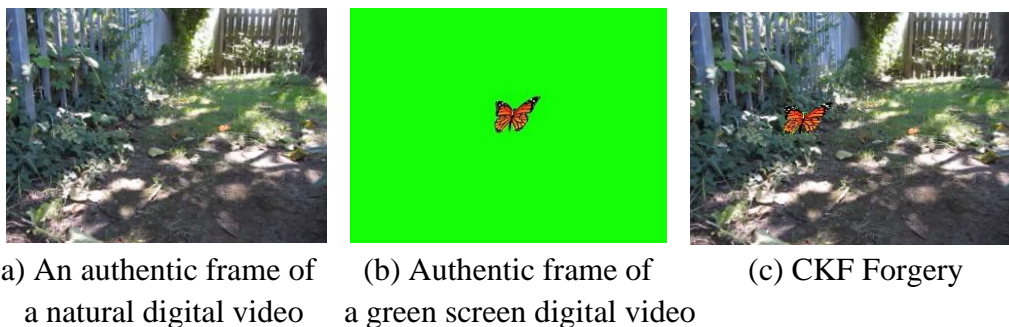 a) An authentic frame of
a natural digital video
(b) Authentic frame of
a green screen digital video
(c) CKF Forgery